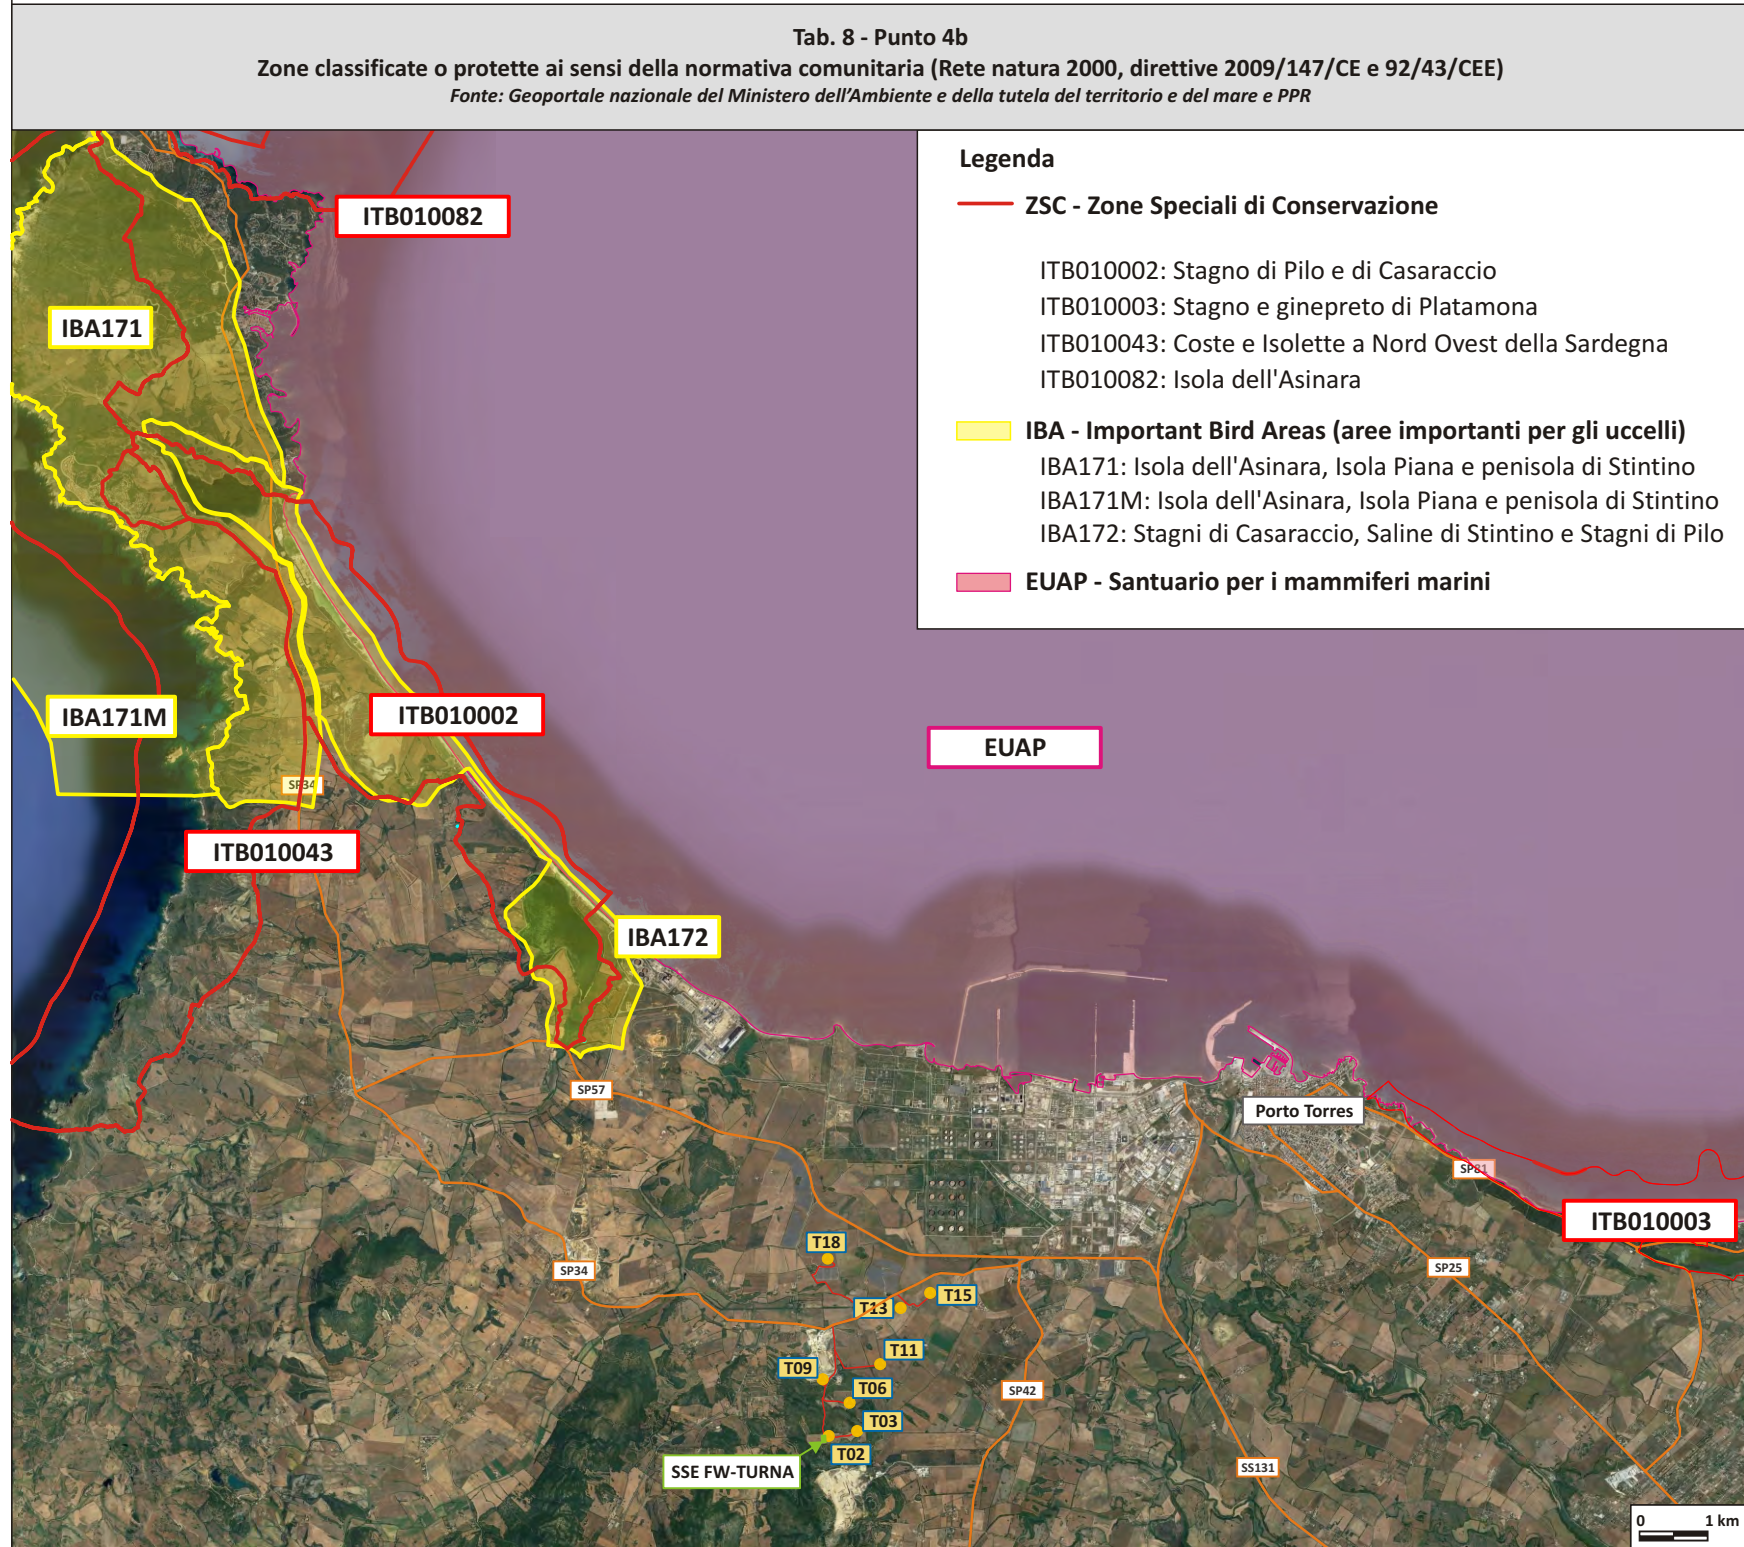 Tab. 8 - Punto 4b
Zone classificate o protette ai sensi della normativa comunitaria (Rete natura 2000, direttive 2009/147/CE e 92/43/CEE)
Fonte: Geoportale nazionale del Ministero dell'Ambiente e della tutela del territorio e del mare e PPR
Legenda
ZSC - Zone Speciali di Conservazione
ITB010002: Stagno di Pilo e di Casaraccio
ITB010003: Stagno e ginepreto di Platamona
ITB010043: Coste e Isolette a Nord Ovest della Sardegna
ITB010082: Isola dell'Asinara
IBA - Important Bird Areas (aree importanti per gli uccelli)
IBA171: Isola dell'Asinara, Isola Piana e penisola di Stintino
IBA171M: Isola dell'Asinara, Isola Piana e penisola di Stintino
IBA172: Stagni di Casaraccio, Saline di Stintino e Stagni di Pilo
EUAP - Santuario per i mammiferi marini
ITB010082
IBA171
IBA171M
ITB010002
EUAP
SP34
ITB010043
IBA172
SP57
Porto Torres
SP81
ITB010003
T18
SP34
SP25
T15
T13
T11
T09
T06
SP42
T03
T02
SSE FW-TURNA
SS131
0 1 km